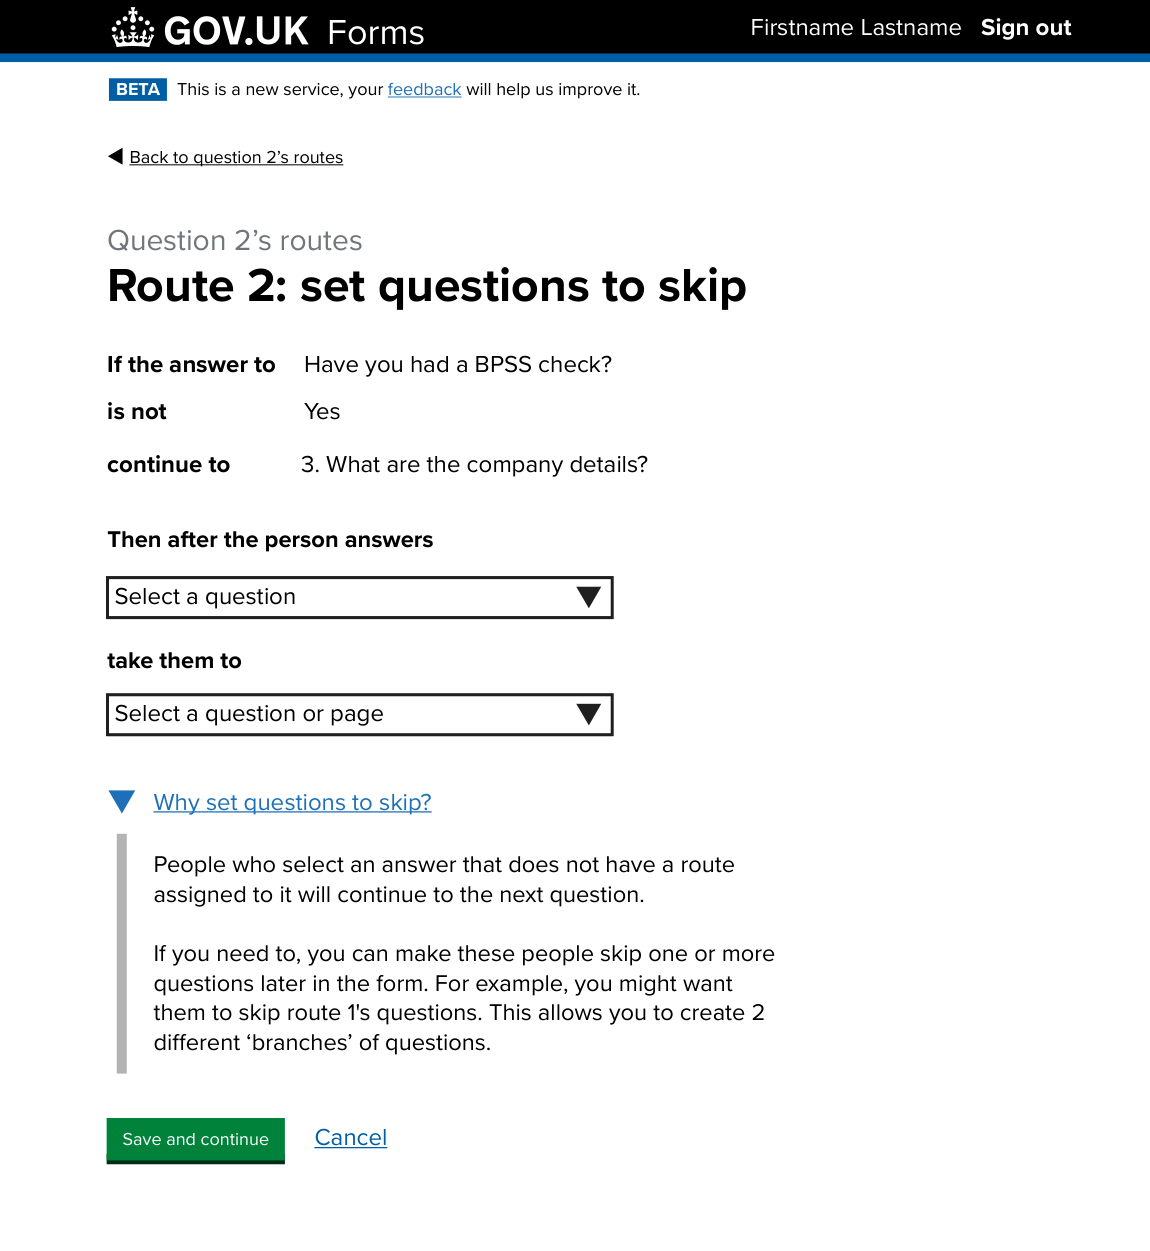 GOV.UK Forms Firstname Lastname Sign out
BETA This is a new service, your feedback will help us improve it.
Back to question 2’s routes
Question 2’s routes
Route 2: set questions to skip
If the answer to Have you had a BPSS check?
is not Yes
continue to 3. What are the company details?
Then after the person answers
Select a question
take them to
Select a question or page
Why set questions to skip?
People who select an answer that does not have a route
assigned to it will continue to the next question.
If you need to, you can make these people skip one or more
questions later in the form. For example, you might want
them to skip route 1's questions. This allows you to create 2
different ‘branches’ of questions.
Save and continue Cancel